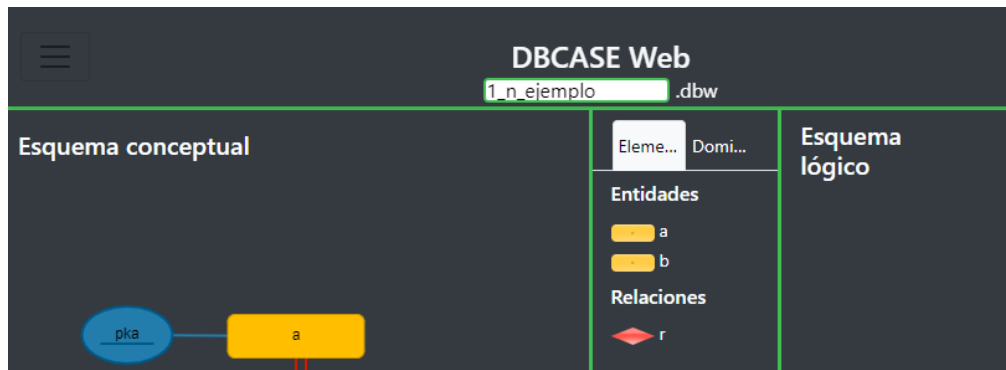 DBCASE Web
1_n_ejemplo .dbw
Esquema conceptual
pka
a
Eleme... Domi...
Entidades
a
b
Relaciones
r
Esquema
lógico